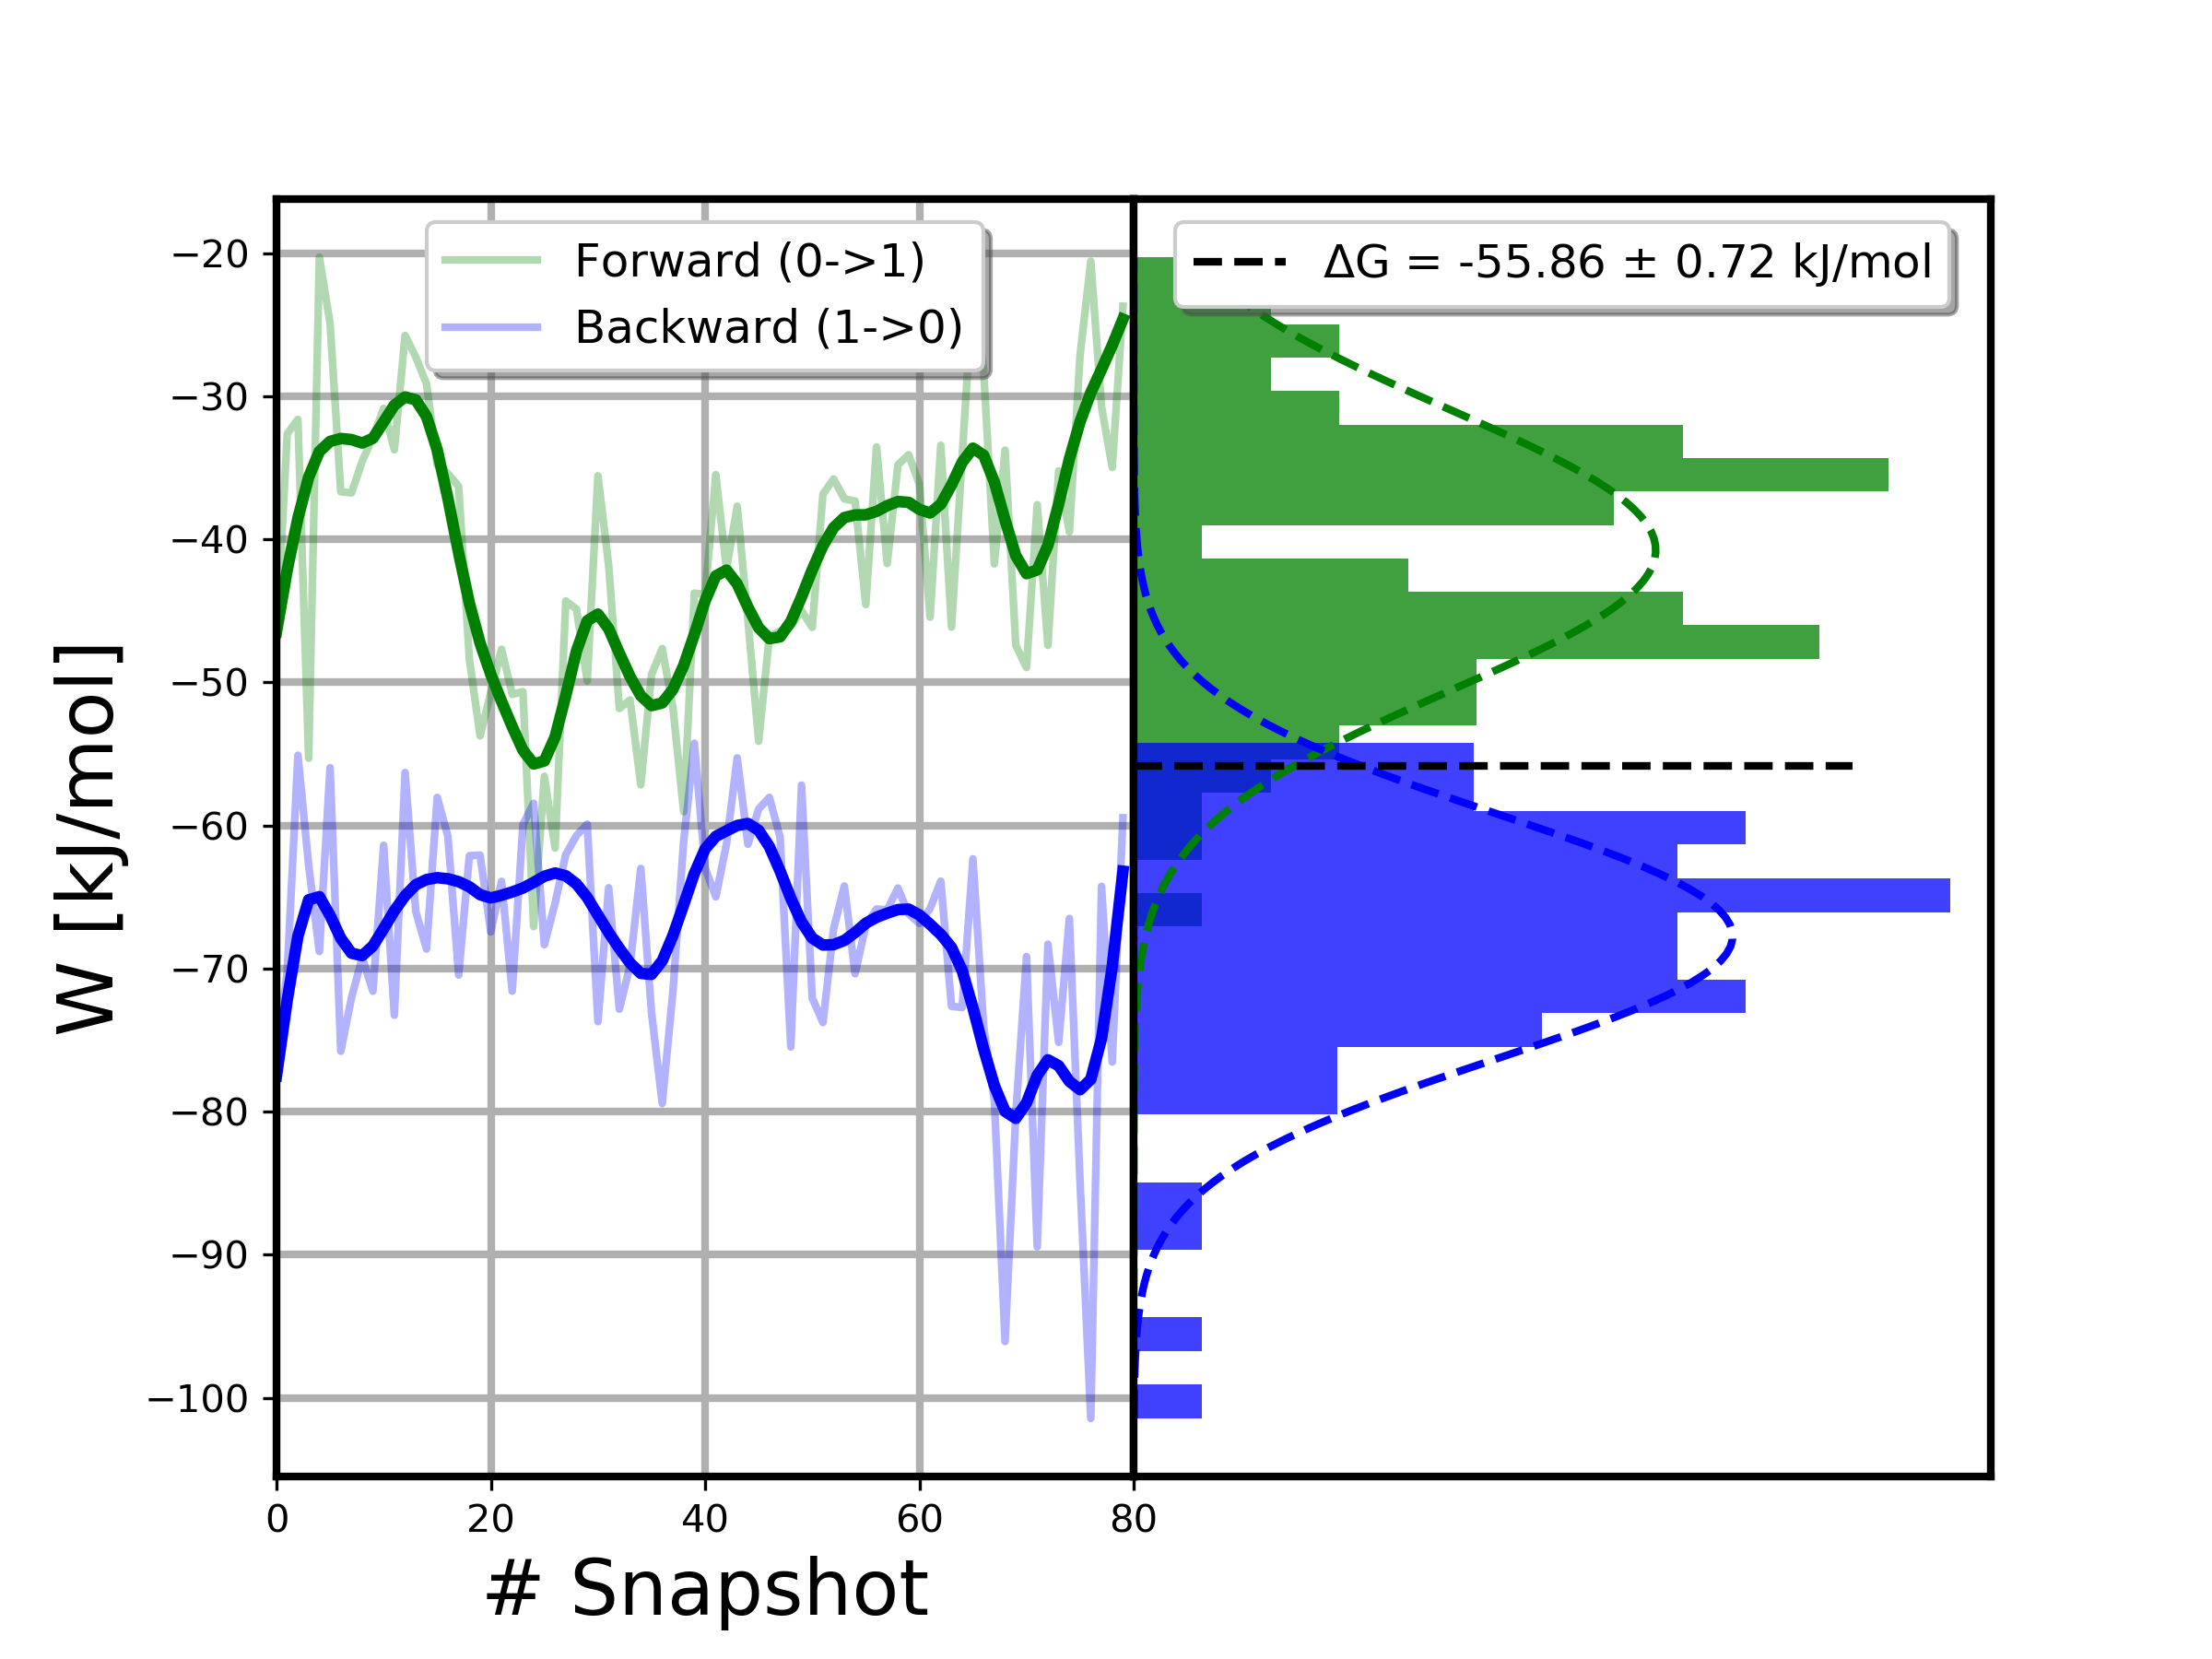 Forward (0->1)
Backward (1->0)
ΔG = -55.86 ± 0.72 kJ/mol
−20
−30
−40
−50
−60
−70
−80
−90
−100
W [kJ/mol]
0 20 40 60 80
# Snapshot